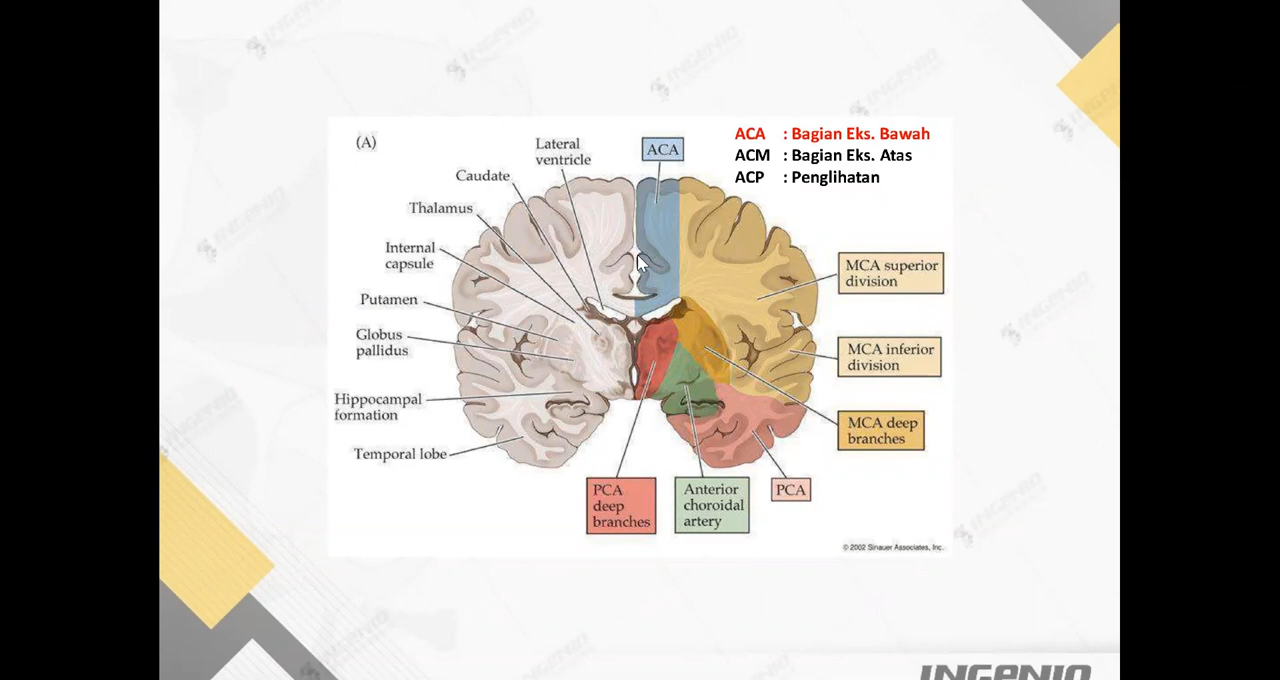 (A)
ACA : Bagian Eks. Bawah
ACM : Bagian Eks. Atas
ACP : Penglihatan
Lateral
ventricle
ACA
Caudate
Thalamus
Internal
capsule
Putamen
Globus
pallidus
Hippocampal
formation
Temporal lobe
MCA superior
division
MCA inferior
division
MCA deep
branches
PCA
deep
branches
Anterior
choroidal
artery
PCA
© 2002 Sinauer Associates, Inc.
INGENIO